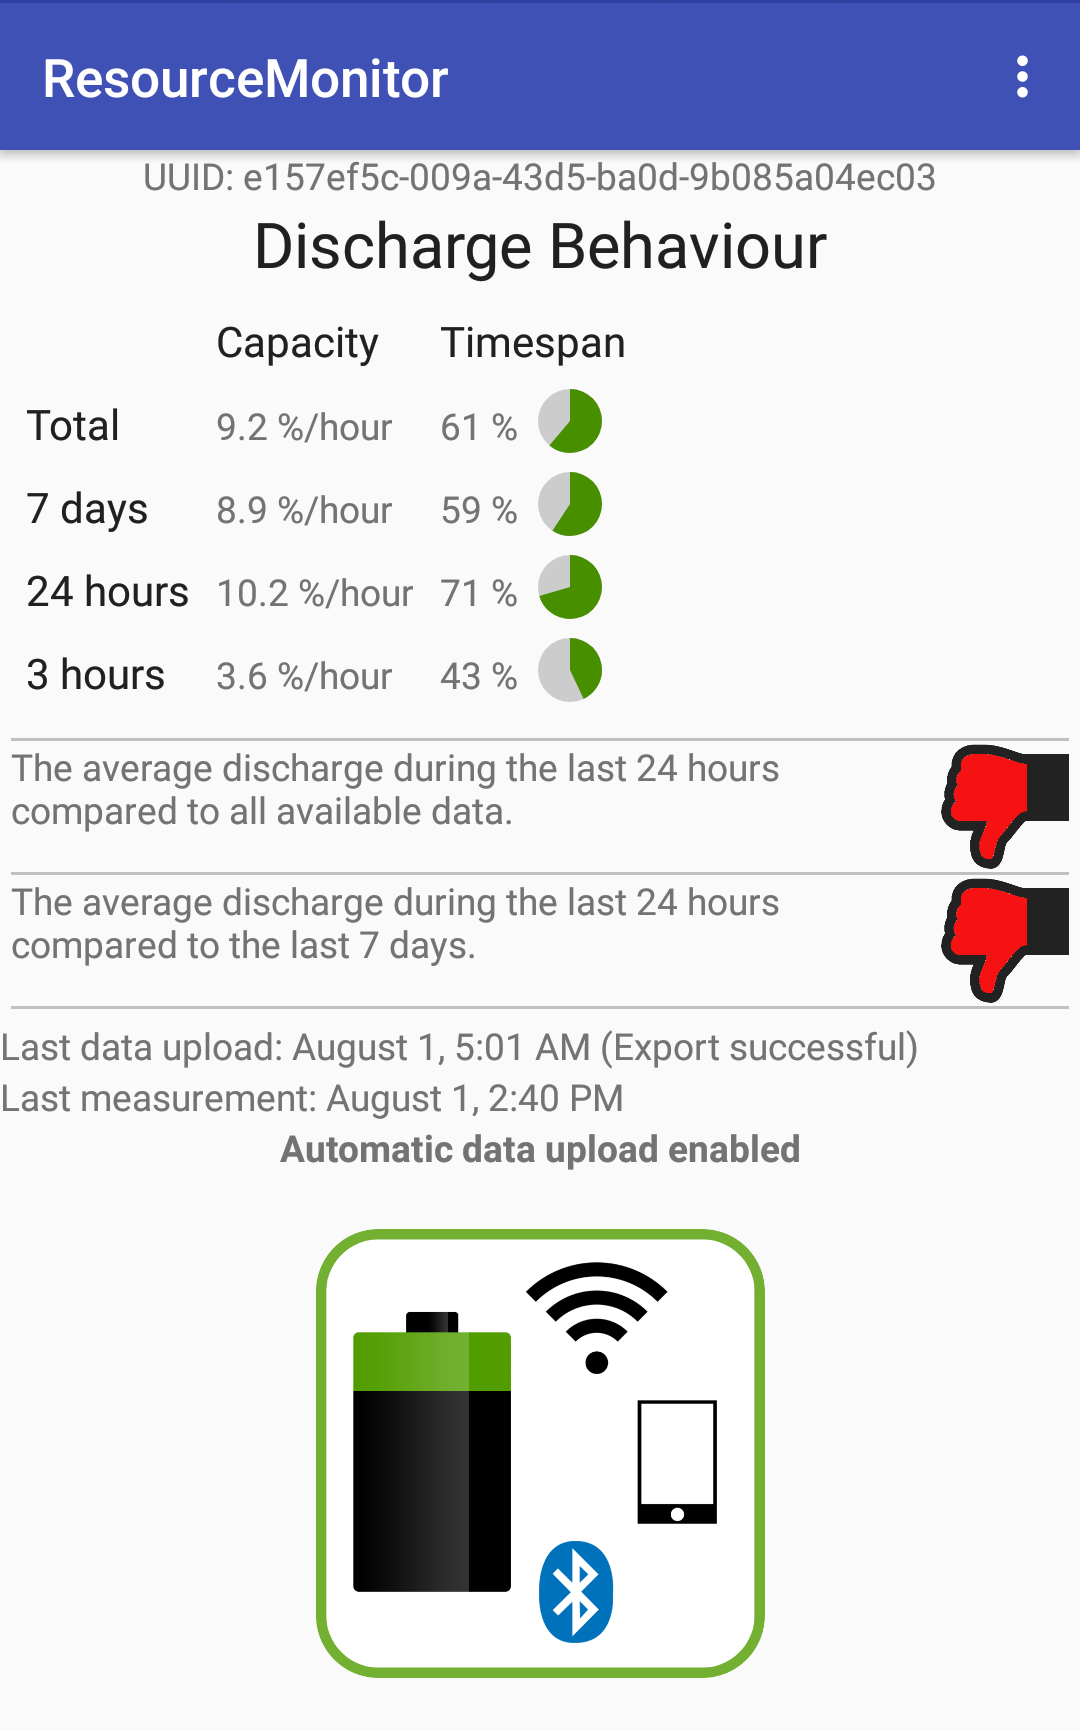 ResourceMonitor
UUID: e157ef5c-009a-43d5-ba0d-9b085a04ec03
Discharge Behaviour
Capacity Timespan
Total 9.2 %/hour 61 %
7 days 8.9 %/hour 59 %
24 hours 10.2 %/hour 71 %
3 hours 3.6 %/hour 43 %
The average discharge during the last 24 hours
compared to all available data.
The average discharge during the last 24 hours
compared to the last 7 days.
Last data upload: August 1, 5:01 AM (Export successful)
Last measurement: August 1, 2:40 PM
Automatic data upload enabled